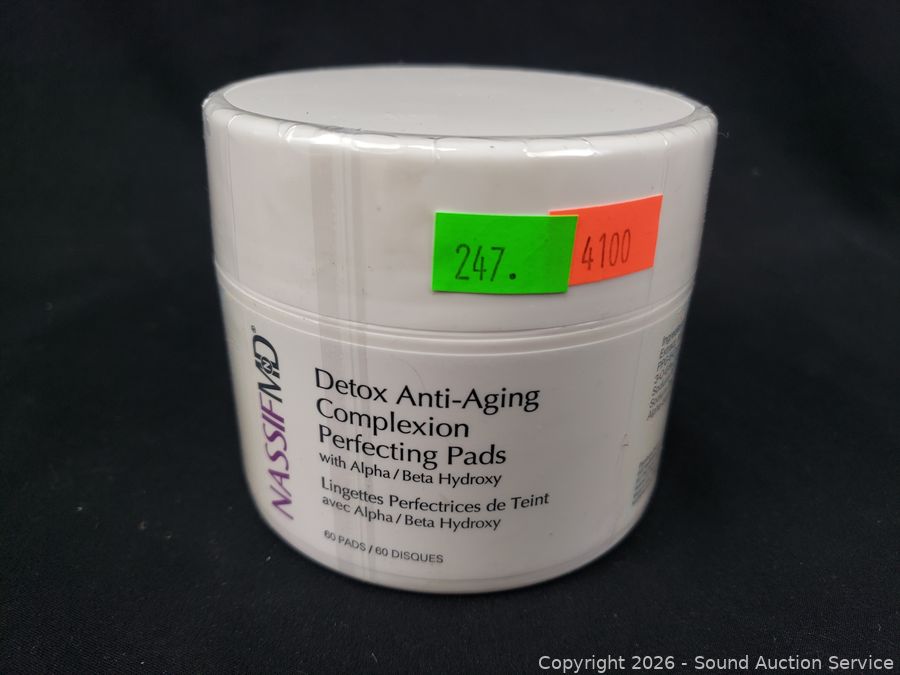 247.
4100
NASSIFMD®
Detox Anti-Aging
Complexion
Perfecting Pads
with Alpha/Beta Hydroxy
Lingettes Perfectrices de Teint
avec Alpha/Beta Hydroxy
60 PADS / 60 DISQUES
Copyright 2026 - Sound Auction Service